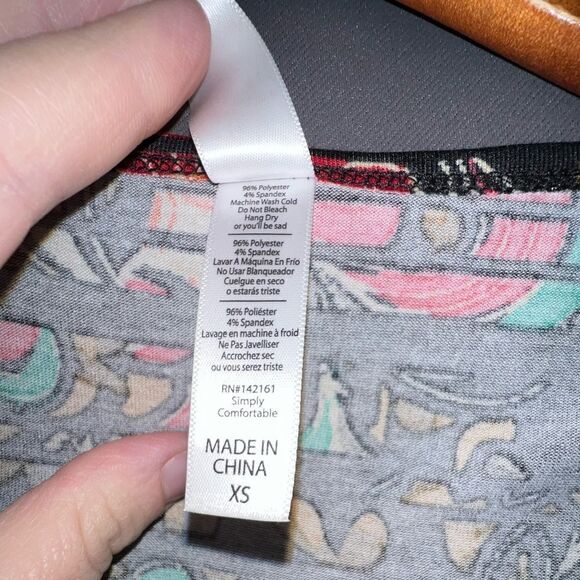 96% Polyester
4% Spandex
Machine Wash Cold
Do Not Bleach
Hang Dry
or you'll be sad
96% Polyester
4% Spandex
Lavar A Máquina En Frío
No Usar Blanqueador
Cuelgue en seco
o estarás triste
96% Poliéster
4% Spandex
Lavage en machine à froid
Ne Pas Javelliser
Accrochez sec
ou vous serez triste
RN#142161
Simply
Comfortable
MADE IN
CHINA
XS